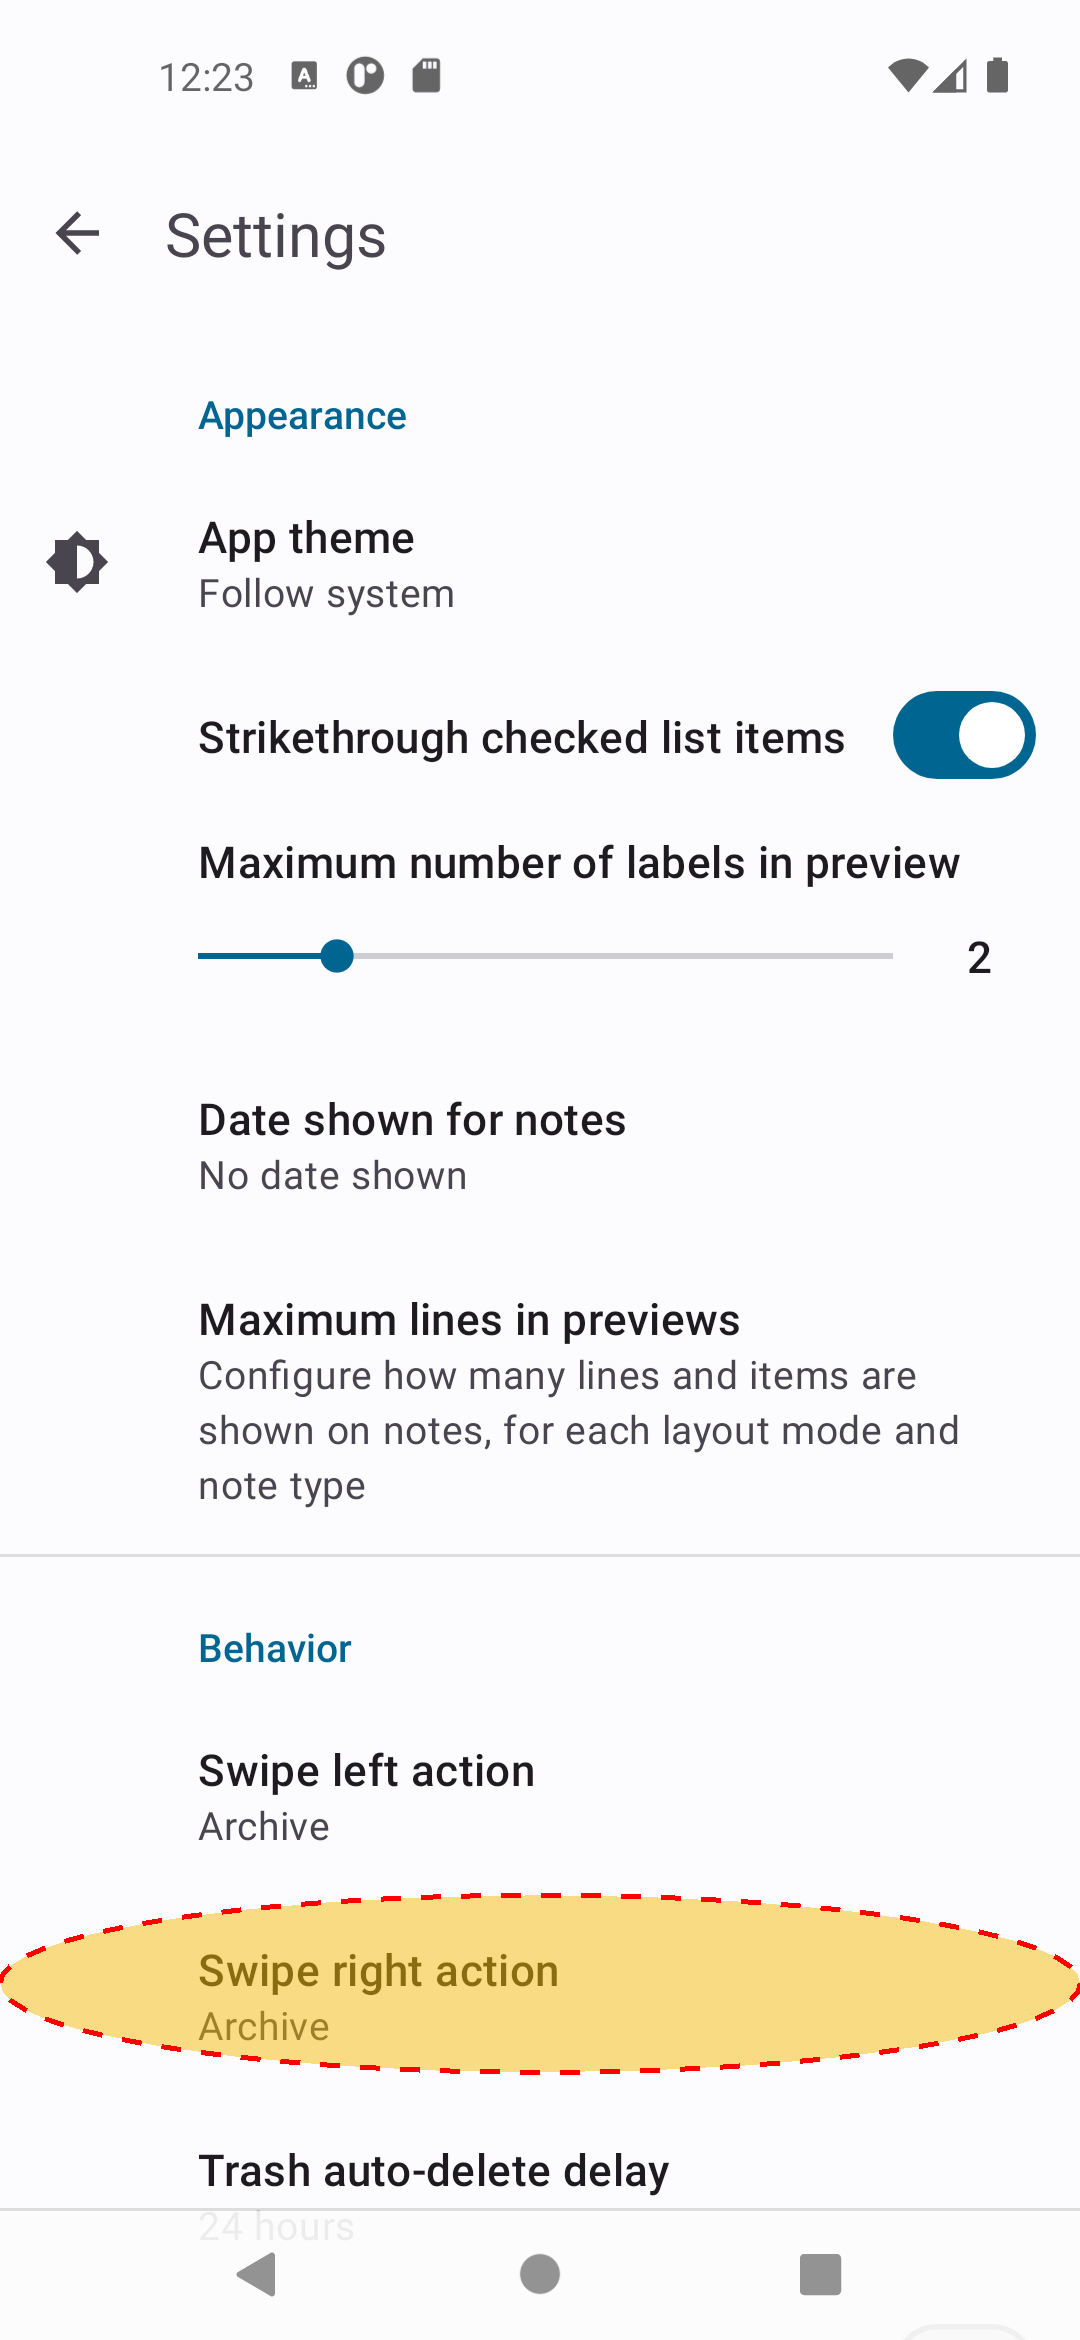 12:23
Settings
Appearance
App theme
Follow system
Strikethrough checked list items
Maximum number of labels in preview
2
Date shown for notes
No date shown
Maximum lines in previews
Configure how many lines and items are
shown on notes, for each layout mode and
note type
Behavior
Swipe left action
Archive
Swipe right action
Archive
Trash auto-delete delay
24 hours